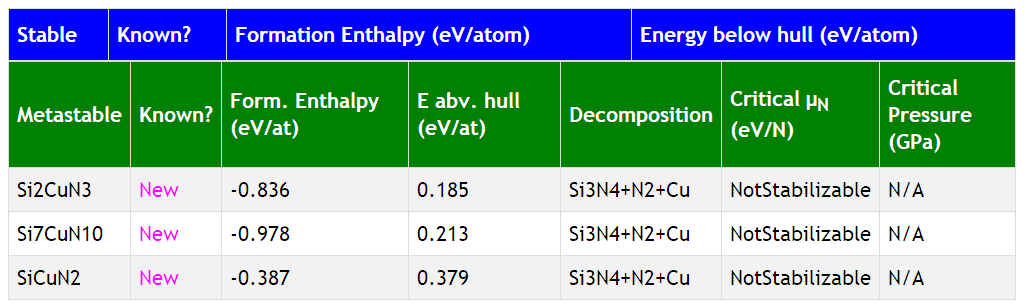 Stable Known? Formation Enthalpy (eV/atom) Energy below hull (eV/atom)
Metastable Known? Form. Enthalpy (eV/at) E abv. hull (eV/at) Decomposition Critical μN (eV/N) Critical Pressure (GPa)
Si2CuN3 New -0.836 0.185 Si3N4+N2+Cu NotStabilizable N/A
Si7CuN10 New -0.978 0.213 Si3N4+N2+Cu NotStabilizable N/A
SiCuN2 New -0.387 0.379 Si3N4+N2+Cu NotStabilizable N/A